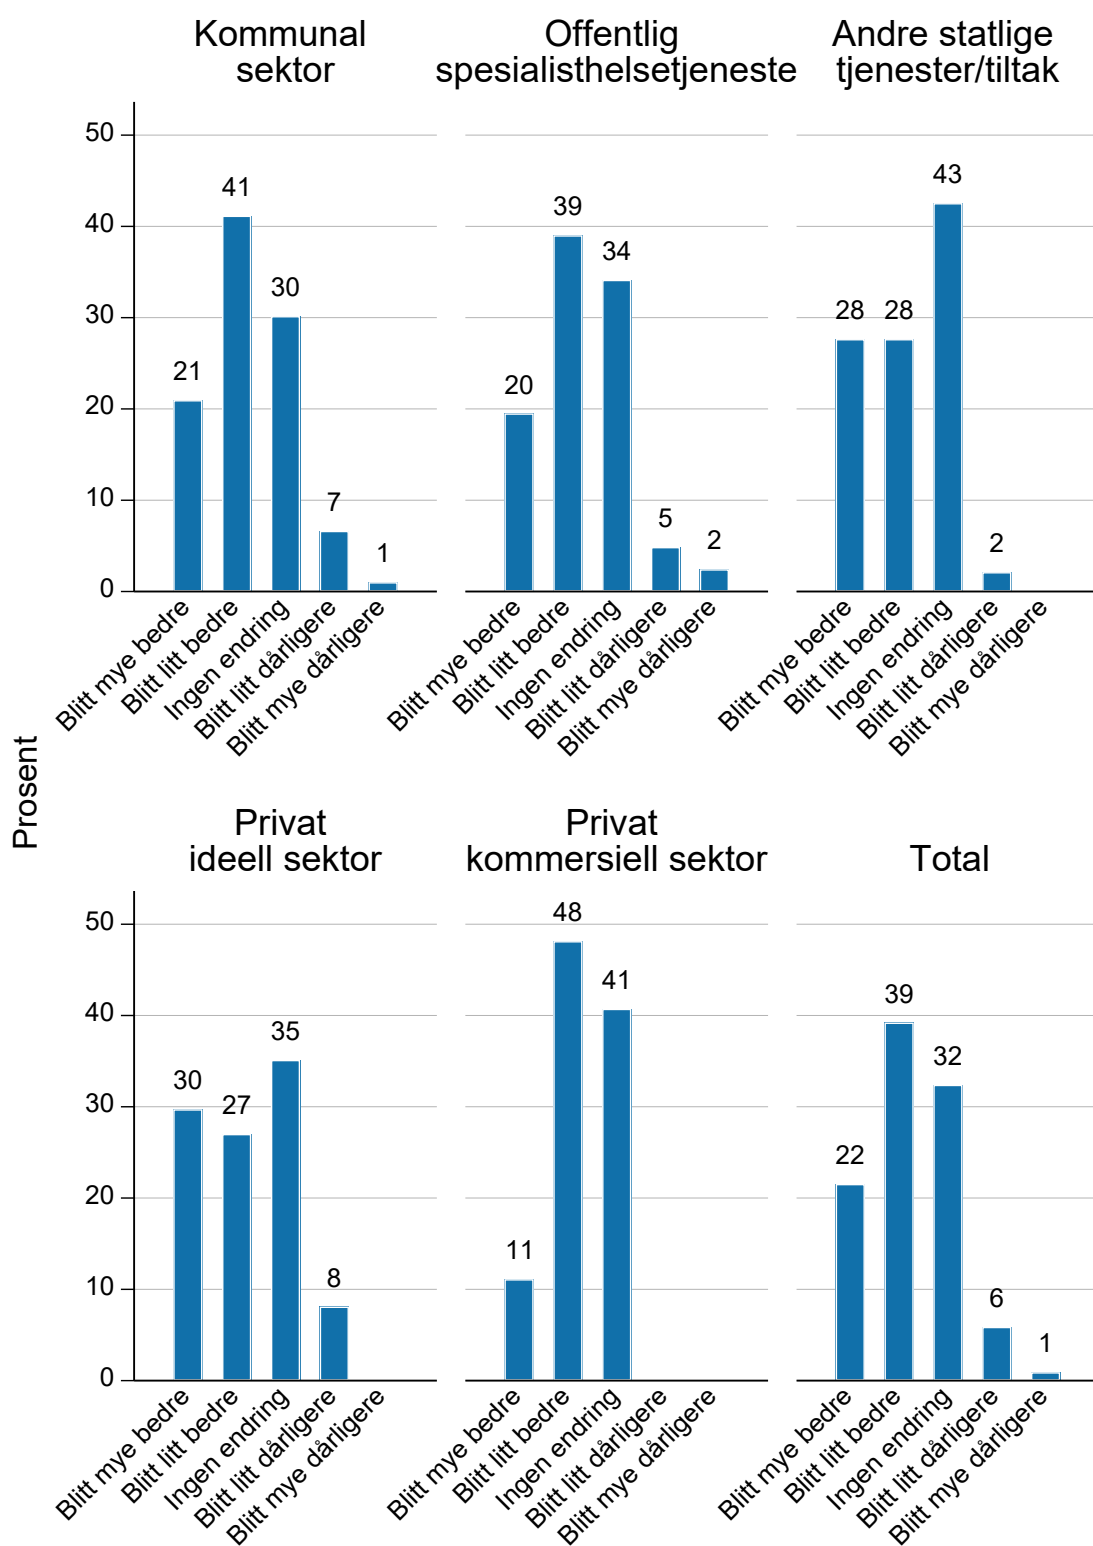 Kommunal
sektor
Offentlig
spesialisthelsetjeneste
Andre statlige
tjenester/tiltak
50
40
30
20
10
0
21
41
30
7
1
20
39
34
5
2
28
28
43
2
Blitt mye bedre
Blitt litt bedre
Ingen endring
Blitt litt dårligere
Blitt mye dårligere
Blitt mye bedre
Blitt litt bedre
Ingen endring
Blitt litt dårligere
Blitt mye dårligere
Blitt mye bedre
Blitt litt bedre
Ingen endring
Blitt litt dårligere
Blitt mye dårligere
Prosent
Privat
ideell sektor
Privat
kommersiell sektor
Total
50
40
30
20
10
0
30
27
35
8
11
48
41
22
39
32
6
1
Blitt mye bedre
Blitt litt bedre
Ingen endring
Blitt litt dårligere
Blitt mye dårligere
Blitt mye bedre
Blitt litt bedre
Ingen endring
Blitt litt dårligere
Blitt mye dårligere
Blitt mye bedre
Blitt litt bedre
Ingen endring
Blitt litt dårligere
Blitt mye dårligere